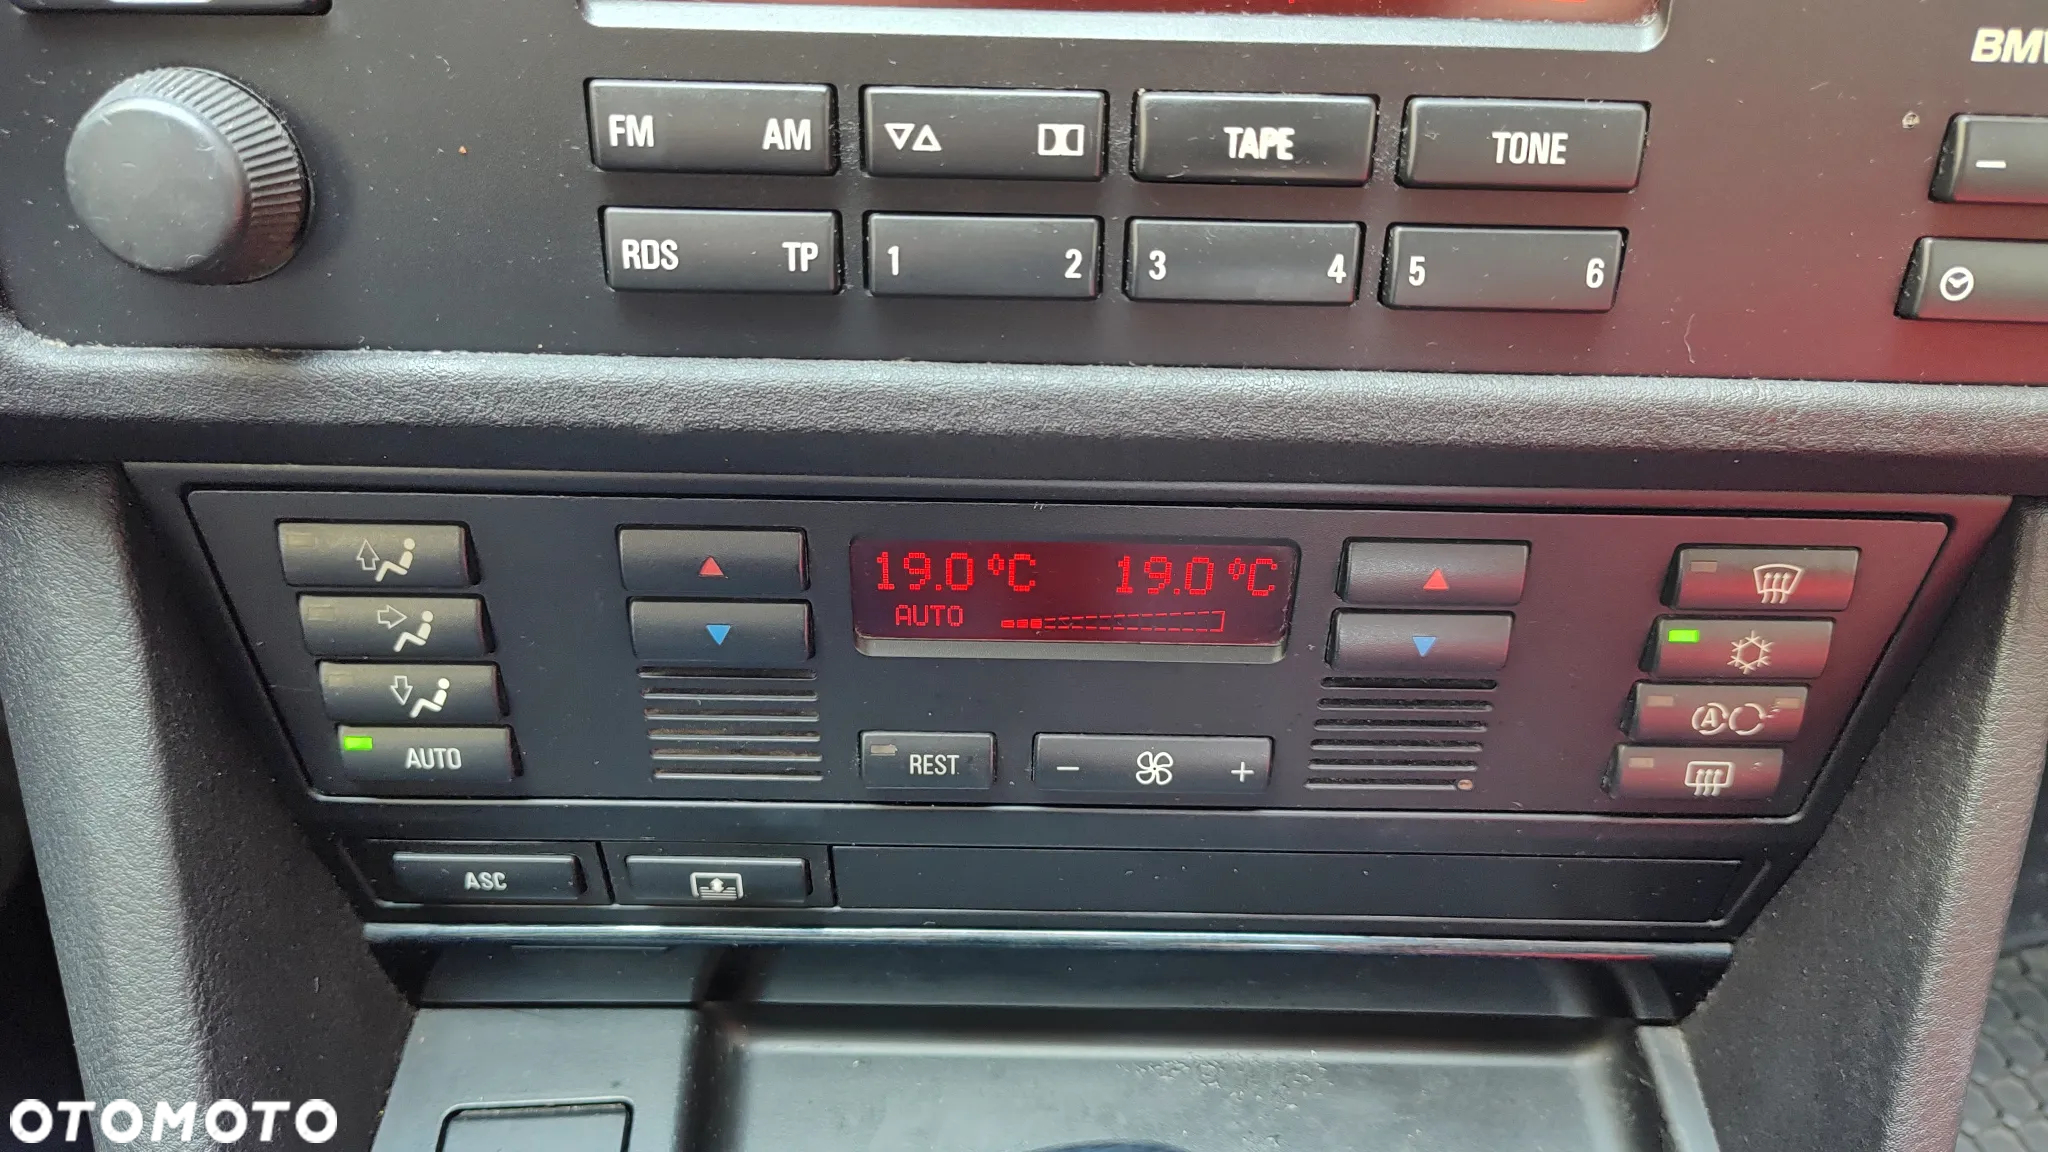 FM AM TAPE TONE
RDS TP 1 2 3 4 5 6
19.0 °C 19.0 °C
AUTO
AUTO
REST
- +
A
ASC
OTOMOTO